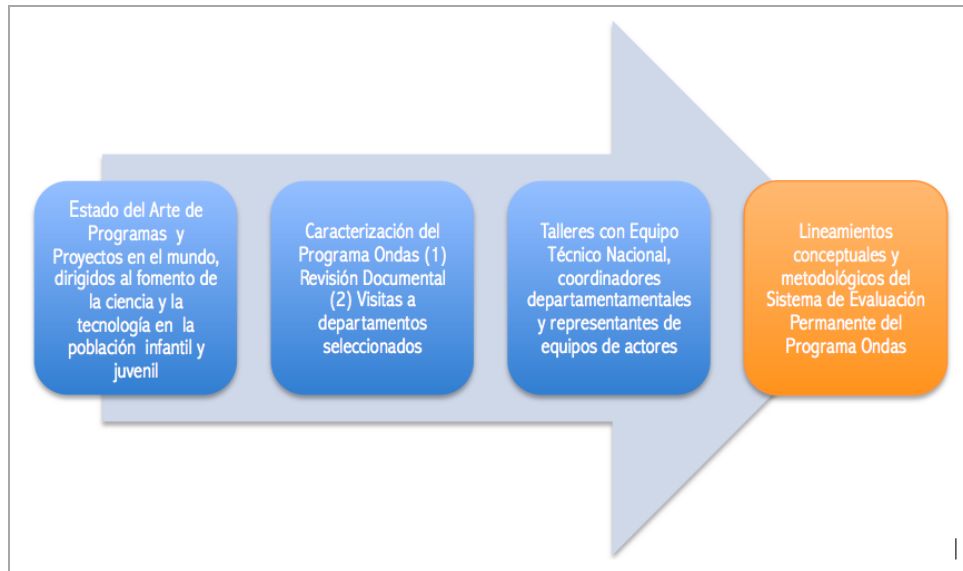 Estado del Arte de
Programas y
Proyectos en el mundo,
dirigidos al fomento de
la ciencia y la
tecnología en la
población infantil y
juvenil
Caracterización del
Programa Ondas (1)
Revisión Documental
(2) Visitas a
departamentos
seleccionados
Talleres con Equipo
Técnico Nacional,
coordinadores
departamentamentales
y representantes de
equipos de actores
Lineamientos
conceptuales y
metodológicos del
Sistema de Evaluación
Permanente del
Programa Ondas